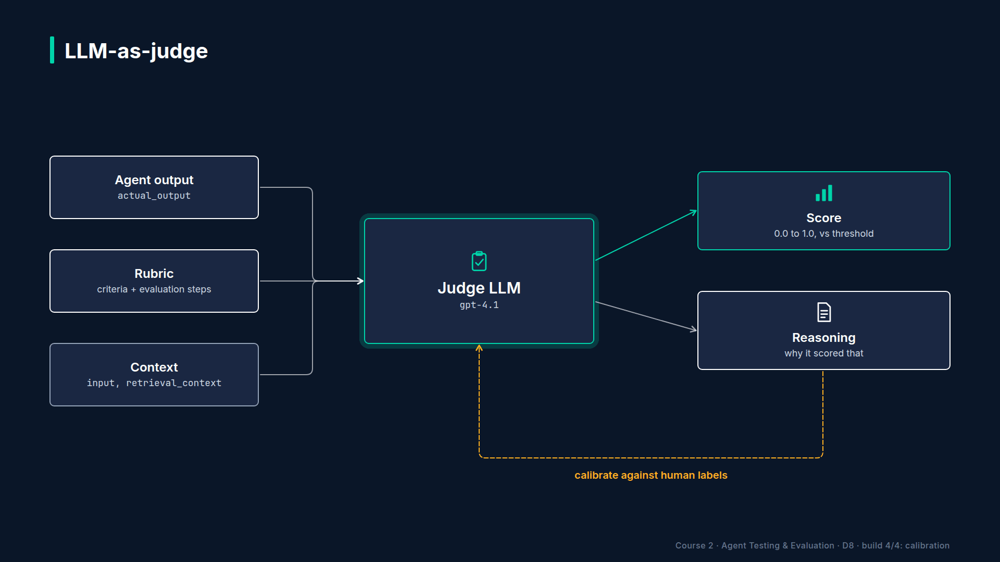 LLM-as-judge
Agent output
actual_output
Rubric
criteria + evaluation steps
Context
input, retrieval_context
Judge LLM
gpt-4.1
Score
0.0 to 1.0, vs threshold
Reasoning
why it scored that
calibrate against human labels
Course 2 · Agent Testing & Evaluation · D8 · build 4/4: calibration